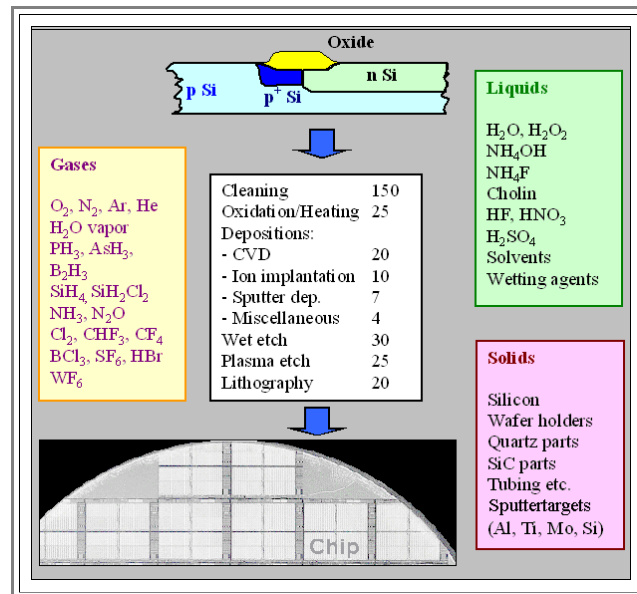 Oxide
n Si
p Si
p⁺ Si
Gases
O₂, N₂, Ar, He
H₂O vapor
PH₃, AsH₃,
B₂H₃
SiH₄, SiH₂Cl₂
NH₃, N₂O
Cl₂, CHF₃, CF₄
BCl₃, SF₆, HBr
WF₆
Cleaning 150
Oxidation/Heating 25
Depositions:
- CVD 20
- Ion implantation 10
- Sputter dep. 7
- Miscellaneous 4
Wet etch 30
Plasma etch 25
Lithography 20
Liquids
H₂O, H₂O₂
NH₄OH
NH₄F
Cholin
HF, HNO₃
H₂SO₄
Solvents
Wetting agents
Solids
Silicon
Wafer holders
Quartz parts
SiC parts
Tubing etc.
Sputtertargets
(Al, Ti, Mo, Si)
Chip